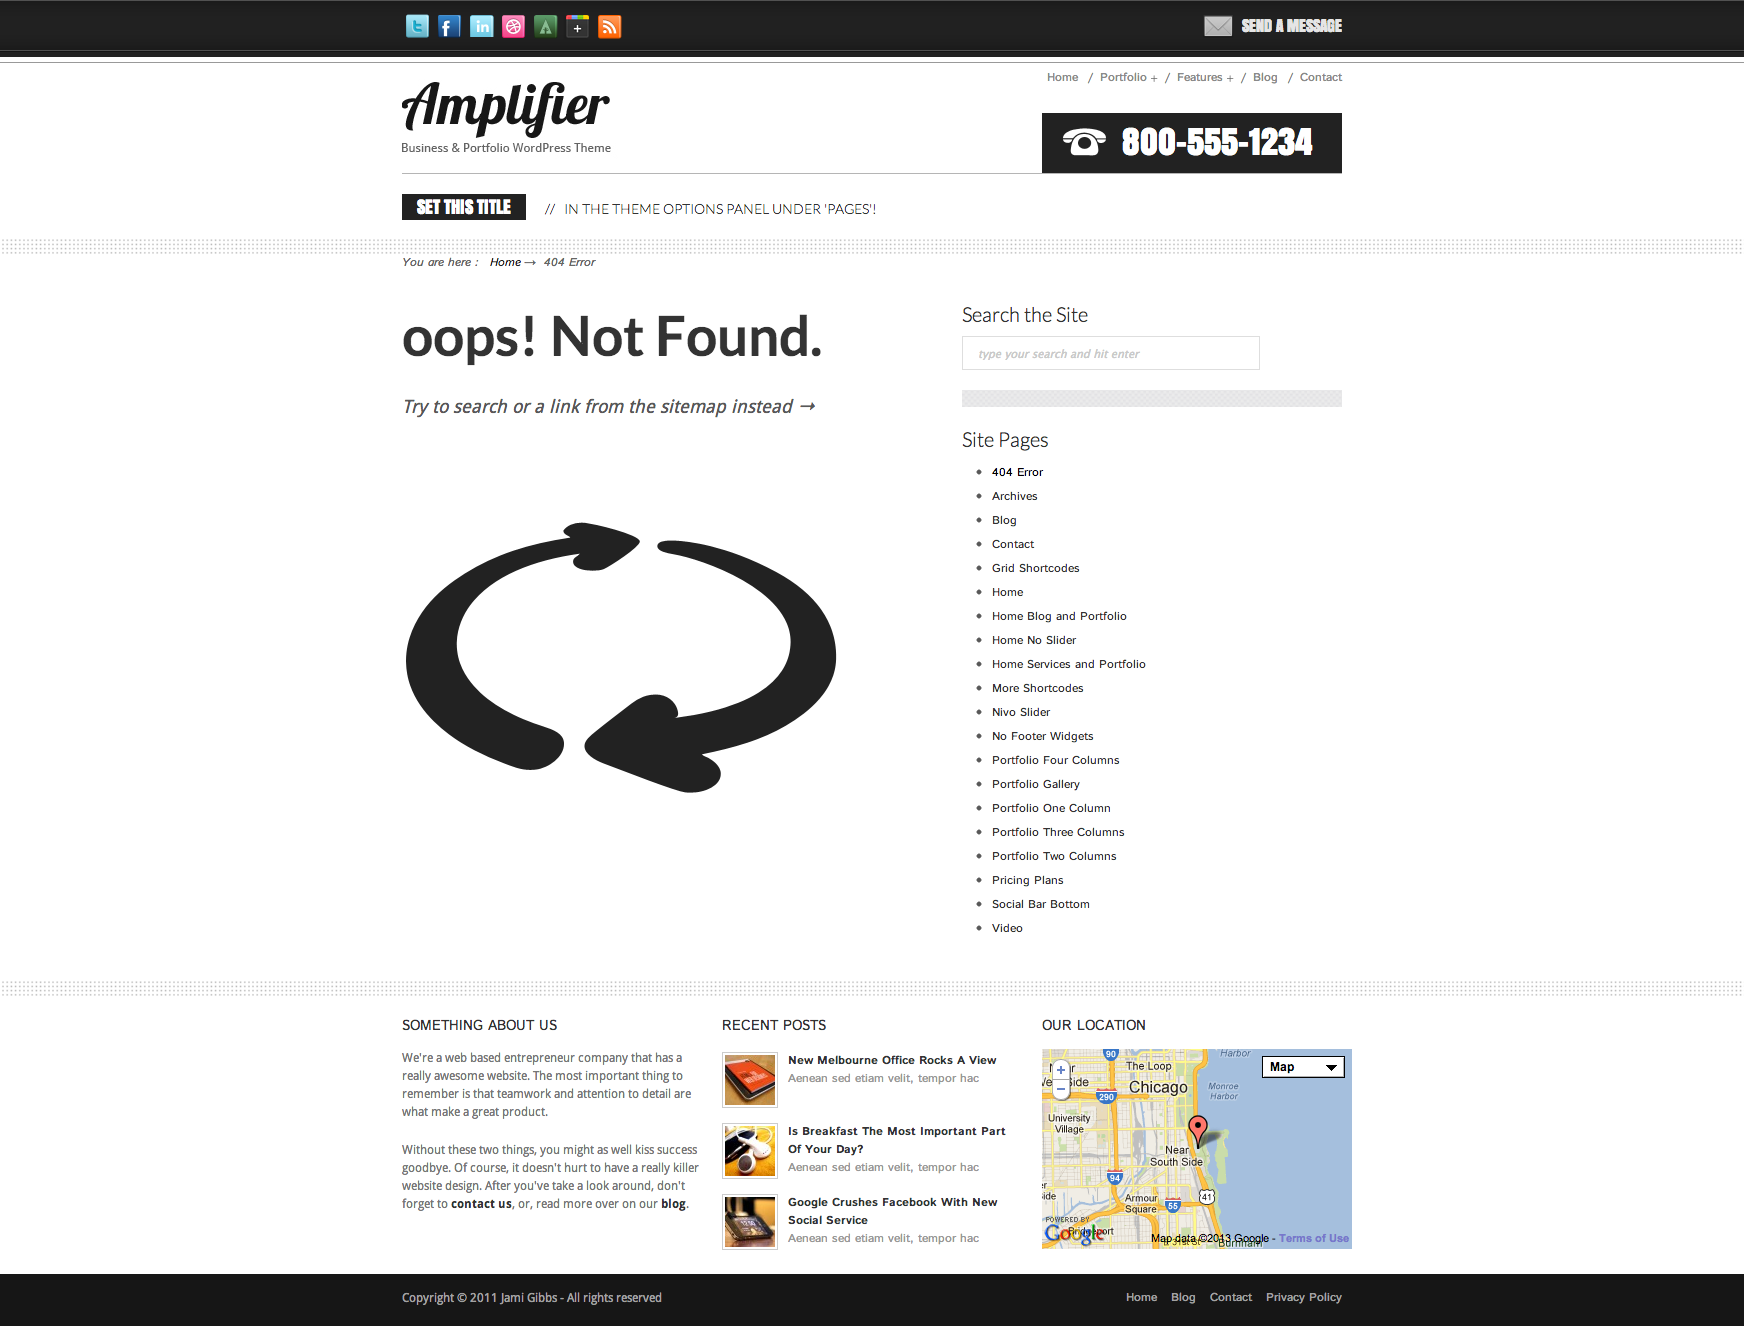 SEND A MESSAGE
Home / Portfolio + / Features + / Blog / Contact
Amplifier
Business & Portfolio WordPress Theme
800-555-1234
SET THIS TITLE // IN THE THEME OPTIONS PANEL UNDER 'PAGES'!
You are here : Home → 404 Error
oops! Not Found.
Try to search or a link from the sitemap instead →
Search the Site
type your search and hit enter
Site Pages
404 Error
Archives
Blog
Contact
Grid Shortcodes
Home
Home Blog and Portfolio
Home No Slider
Home Services and Portfolio
More Shortcodes
Nivo Slider
No Footer Widgets
Portfolio Four Columns
Portfolio Gallery
Portfolio One Column
Portfolio Three Columns
Portfolio Two Columns
Pricing Plans
Social Bar Bottom
Video
SOMETHING ABOUT US
We're a web based entrepreneur company that has a
really awesome website. The most important thing to
remember is that teamwork and attention to detail are
what make a great product.
Without these two things, you might as well kiss success
goodbye. Of course, it doesn't hurt to have a really killer
website design. After you've take a look around, don't
forget to contact us, or, read more over on our blog.
RECENT POSTS
New Melbourne Office Rocks A View
Aenean sed etiam velit, tempor hac
Is Breakfast The Most Important Part
Of Your Day?
Aenean sed etiam velit, tempor hac
Google Crushes Facebook With New
Social Service
Aenean sed etiam velit, tempor hac
OUR LOCATION
90
Harbor
The Loop
Map
Chicago
Monroe
Harbor
290
University
Village
Near
South Side
94
Armour
Square
55
41
POWERED BY
Google
Map data ©2013 Google - Terms of Use
Burnham
Copyright © 2011 Jami Gibbs - All rights reserved
Home Blog Contact Privacy Policy